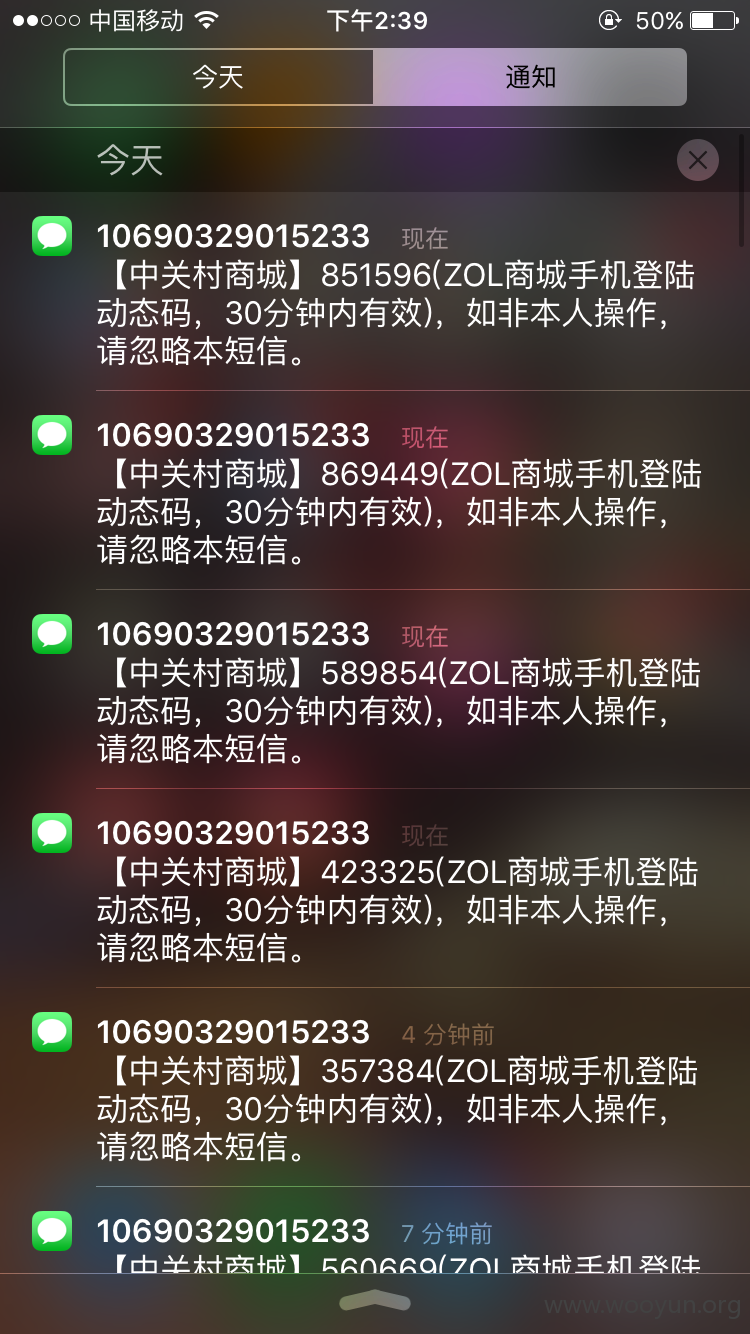 中国移动 下午2:39 50%
今天 通知
今天
10690329015233 现在
【中关村商城】851596(ZOL商城手机登陆
动态码，30分钟内有效)，如非本人操作，
请忽略本短信。
10690329015233 现在
【中关村商城】869449(ZOL商城手机登陆
动态码，30分钟内有效)，如非本人操作，
请忽略本短信。
10690329015233 现在
【中关村商城】589854(ZOL商城手机登陆
动态码，30分钟内有效)，如非本人操作，
请忽略本短信。
10690329015233 现在
【中关村商城】423325(ZOL商城手机登陆
动态码，30分钟内有效)，如非本人操作，
请忽略本短信。
10690329015233 4 分钟前
【中关村商城】357384(ZOL商城手机登陆
动态码，30分钟内有效)，如非本人操作，
请忽略本短信。
10690329015233 7 分钟前
【中关村商城】560669(ZOL商城手机登陆
www.wooyun.org